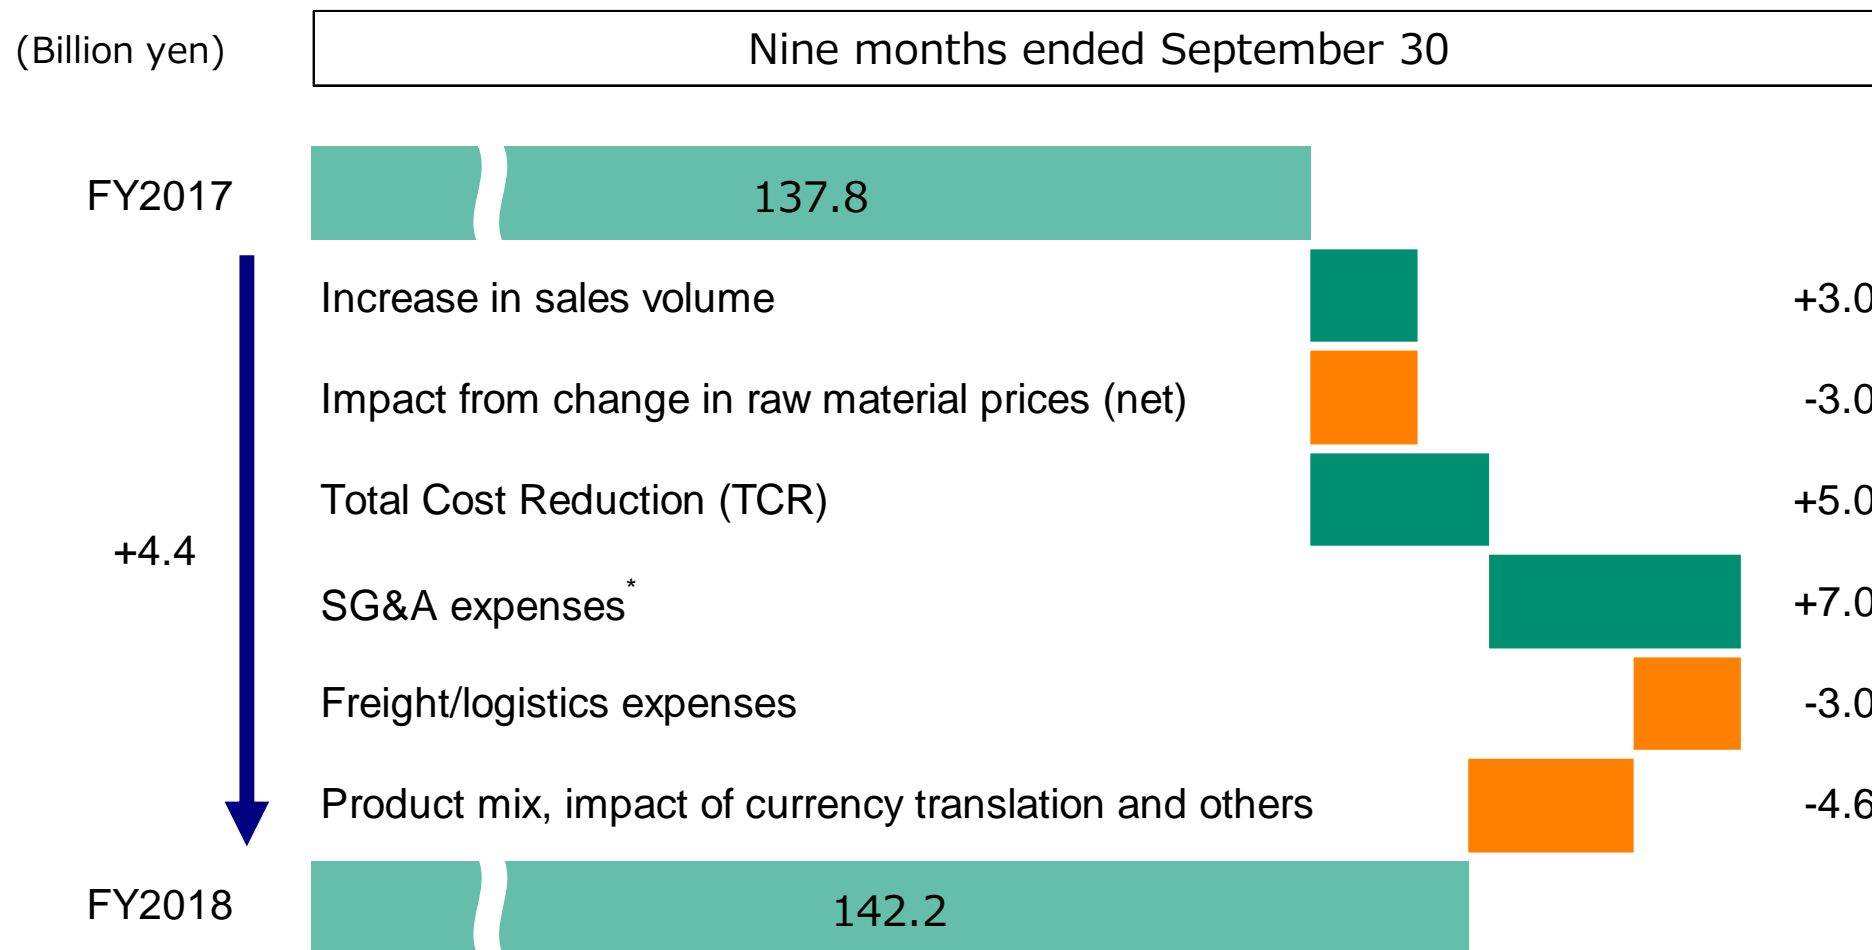 (Billion yen)
Nine months ended September 30
FY2017
137.8
Increase in sales volume
+3.0
Impact from change in raw material prices (net)
-3.0
Total Cost Reduction (TCR)
+5.0
+4.4
SG&A expenses*
+7.0
Freight/logistics expenses
-3.0
Product mix, impact of currency translation and others
-4.6
FY2018
142.2